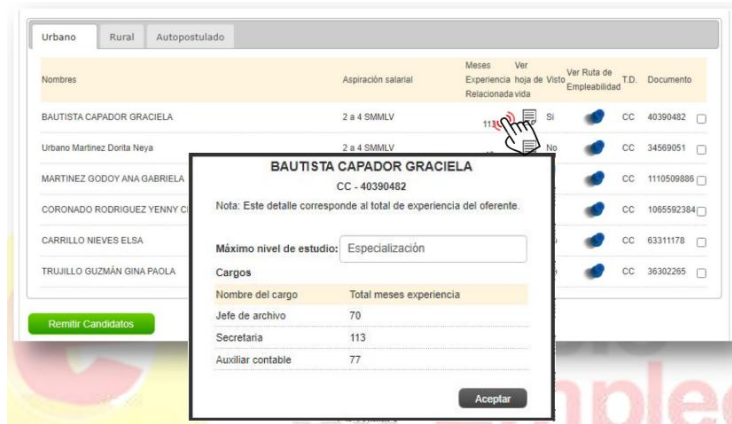 Urbano Rural Autopostulado
Nombres Aspiración salarial Meses Experiencia Relacionada Ver hoja de vida Visto Ver Ruta de Empleabilidad T.D. Documento
BAUTISTA CAPADOR GRACIELA 2 a 4 SMMLV 113 Si CC 40390482
Urbano Martinez Dorita Neya 2 a 4 SMMLV No CC 34569051
MARTINEZ GODOY ANA GABRIELA CC 1110509886
CORONADO RODRIGUEZ YENNY CC 1065592384
CARRILLO NIEVES ELSA CC 63311178
TRUJILLO GUZMÁN GINA PAOLA CC 36302265
Remitir Candidatos
BAUTISTA CAPADOR GRACIELA
CC - 40390482
Nota: Este detalle corresponde al total de experiencia del oferente.
Máximo nivel de estudio: Especialización
Cargos
Nombre del cargo Total meses experiencia
Jefe de archivo 70
Secretaria 113
Auxiliar contable 77
Aceptar